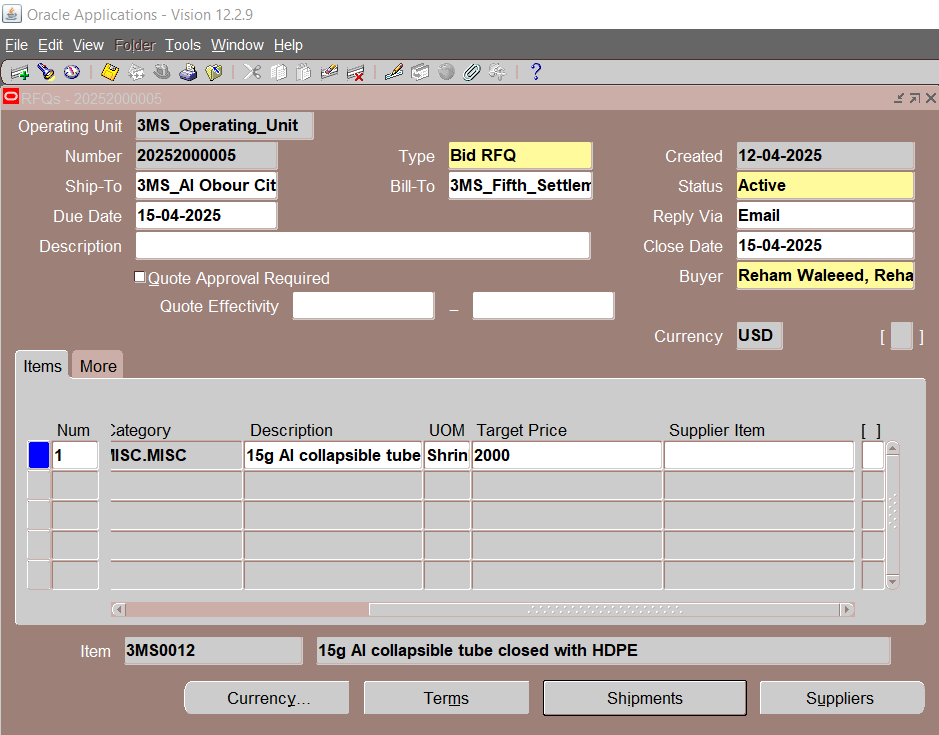 Oracle Applications - Vision 12.2.9
File Edit View Folder Tools Window Help
RFQs - 20252000005
Operating Unit 3MS_Operating_Unit
Number 20252000005 Type Bid RFQ Created 12-04-2025
Ship-To 3MS_Al Obour Cit Bill-To 3MS_Fifth_Settlem Status Active
Due Date 15-04-2025 Reply Via Email
Description Close Date 15-04-2025
Quote Approval Required Buyer Reham Waleeed, Reha
Quote Effectivity –
Currency USD [ ]
Items More
Num Category Description UOM Target Price Supplier Item [ ]
1 MISC.MISC 15g Al collapsible tube Shrin 2000
Item 3MS0012 15g Al collapsible tube closed with HDPE
Currency... Terms Shipments Suppliers